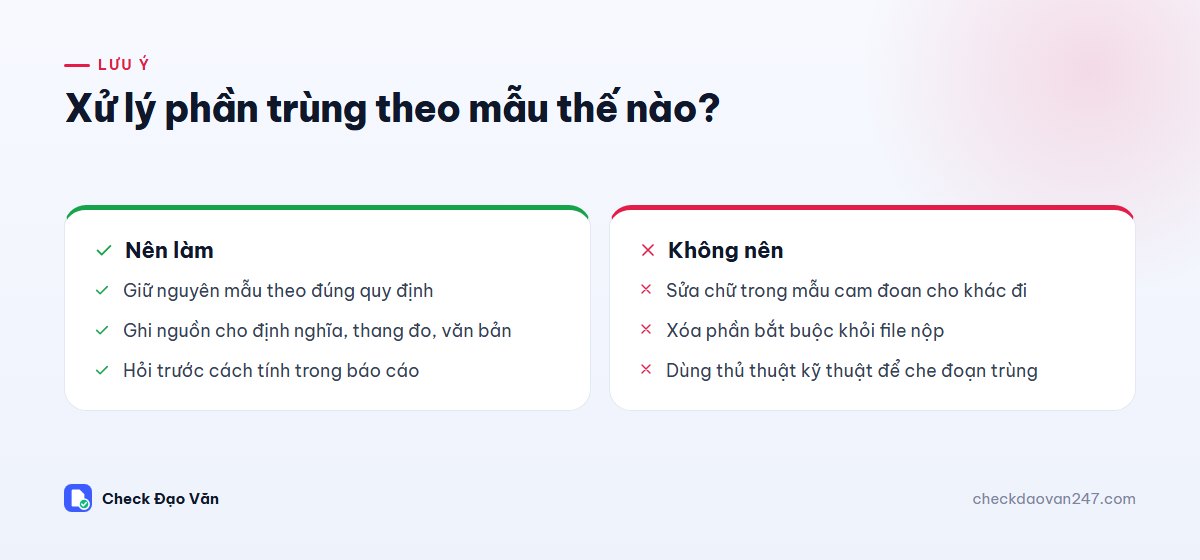 LƯU Ý
Xử lý phần trùng theo mẫu thế nào?
Nên làm
Giữ nguyên mẫu theo đúng quy định
Ghi nguồn cho định nghĩa, thang đo, văn bản
Hỏi trước cách tính trong báo cáo
Không nên
Sửa chữ trong mẫu cam đoan cho khác đi
Xóa phần bắt buộc khỏi file nộp
Dùng thủ thuật kỹ thuật để che đoạn trùng
Check Đạo Văn
checkdaovan247.com